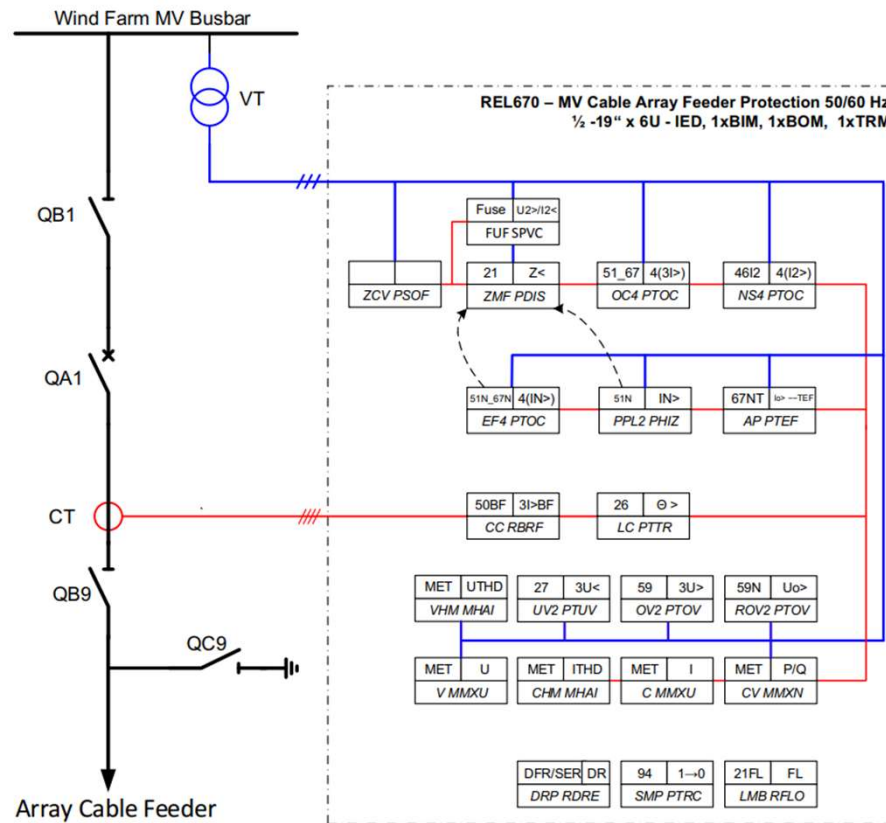 Wind Farm MV Busbar
VT
REL670 – MV Cable Array Feeder Protection 50/60 Hz
½ -19“ x 6U - IED, 1xBIM, 1xBOM, 1xTRM
QB1
Fuse U2>/I2<
FUF SPVC
21 Z<
51_67 4(3I>)
46I2 4(I2>)
ZCV PSOF
ZMF PDIS
OC4 PTOC
NS4 PTOC
QA1
51N_67N 4(IN>)
51N IN>
67NT Io> —TEF
EF4 PTOC
PPL2 PHIZ
AP PTEF
CT
50BF 3I>BF
26 Θ >
CC RBRF
LC PTTR
QB9
MET UTHD
27 3U<
59 3U>
59N Uo>
VHM MHAI
UV2 PTUV
OV2 PTOV
ROV2 PTOV
QC9
MET U
MET ITHD
MET I
MET P/Q
V MMXU
CHM MHAI
C MMXU
CV MMXN
DFR/SER DR
94 1→0
21FL FL
DRP RDRE
SMP PTRC
LMB RFLO
Array Cable Feeder